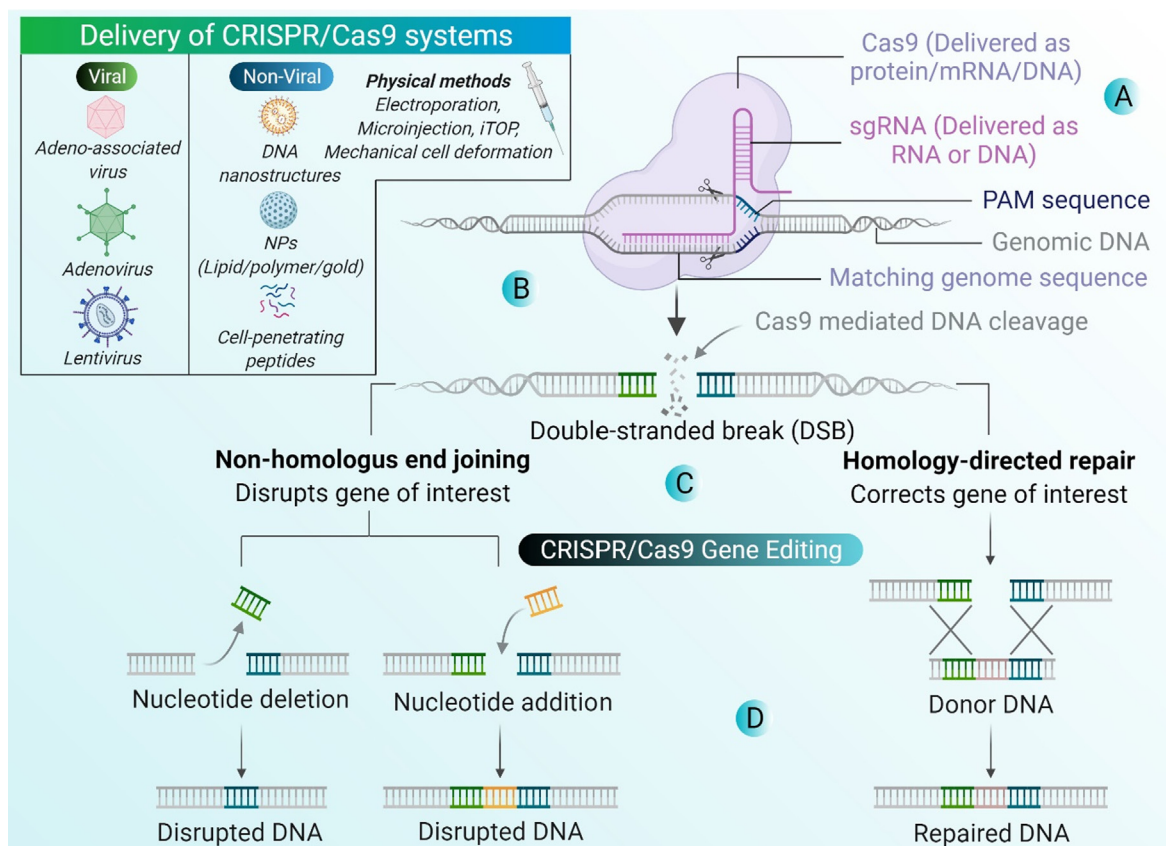 Delivery of CRISPR/Cas9 systems
Viral
Adeno-associated
virus
Adenovirus
Lentivirus
Non-Viral
DNA
nanostructures
NPs
(Lipid/polymer/gold)
Cell-penetrating
peptides
Physical methods
Electroporation,
Microinjection, iTOP,
Mechanical cell deformation
Cas9 (Delivered as
protein/mRNA/DNA)
A
sgRNA (Delivered as
RNA or DNA)
PAM sequence
Genomic DNA
Matching genome sequence
B
Cas9 mediated DNA cleavage
Double-stranded break (DSB)
C
Non-homologus end joining
Disrupts gene of interest
Homology-directed repair
Corrects gene of interest
CRISPR/Cas9 Gene Editing
Nucleotide deletion
Nucleotide addition
Donor DNA
D
Disrupted DNA
Disrupted DNA
Repaired DNA